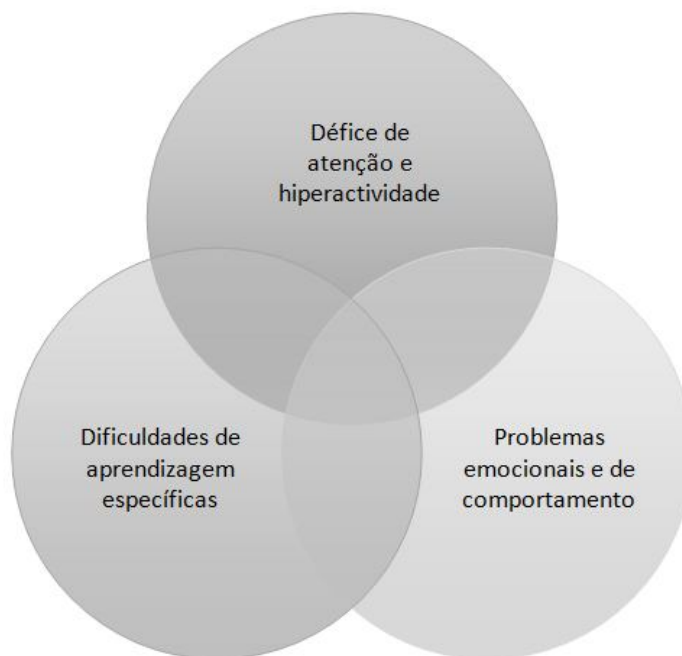 Défice de
atenção e
hiperactividade
Dificuldades de
aprendizagem
específicas
Problemas
emocionais e de
comportamento